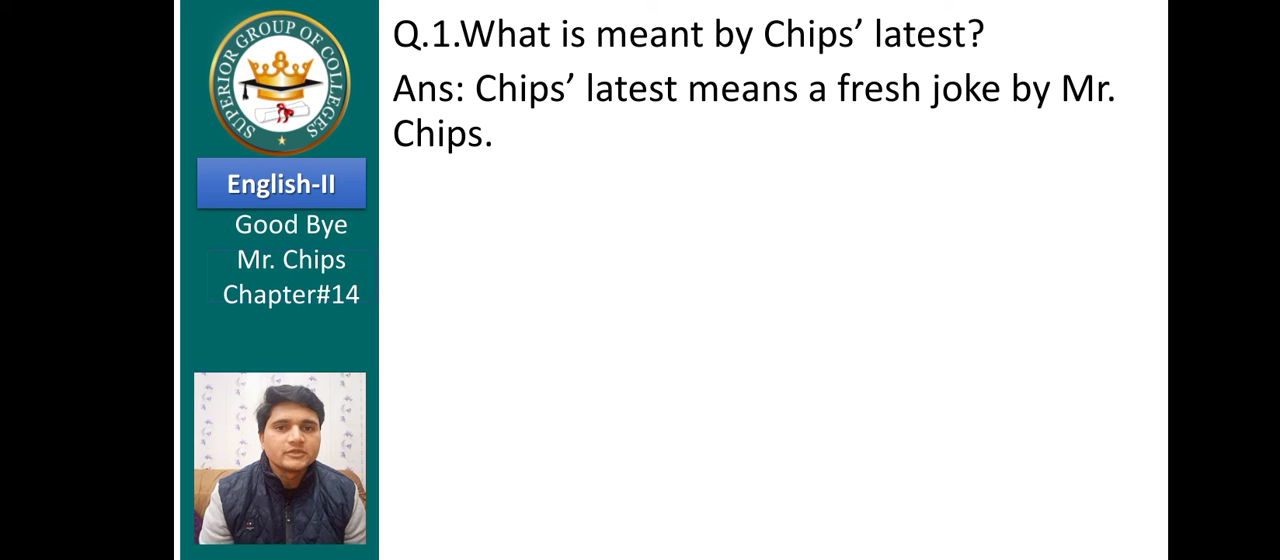 SUPERIOR GROUP OF COLLEGES
English-II
Good Bye
Mr. Chips
Chapter#14
Q.1.What is meant by Chips’ latest?
Ans: Chips’ latest means a fresh joke by Mr.
Chips.